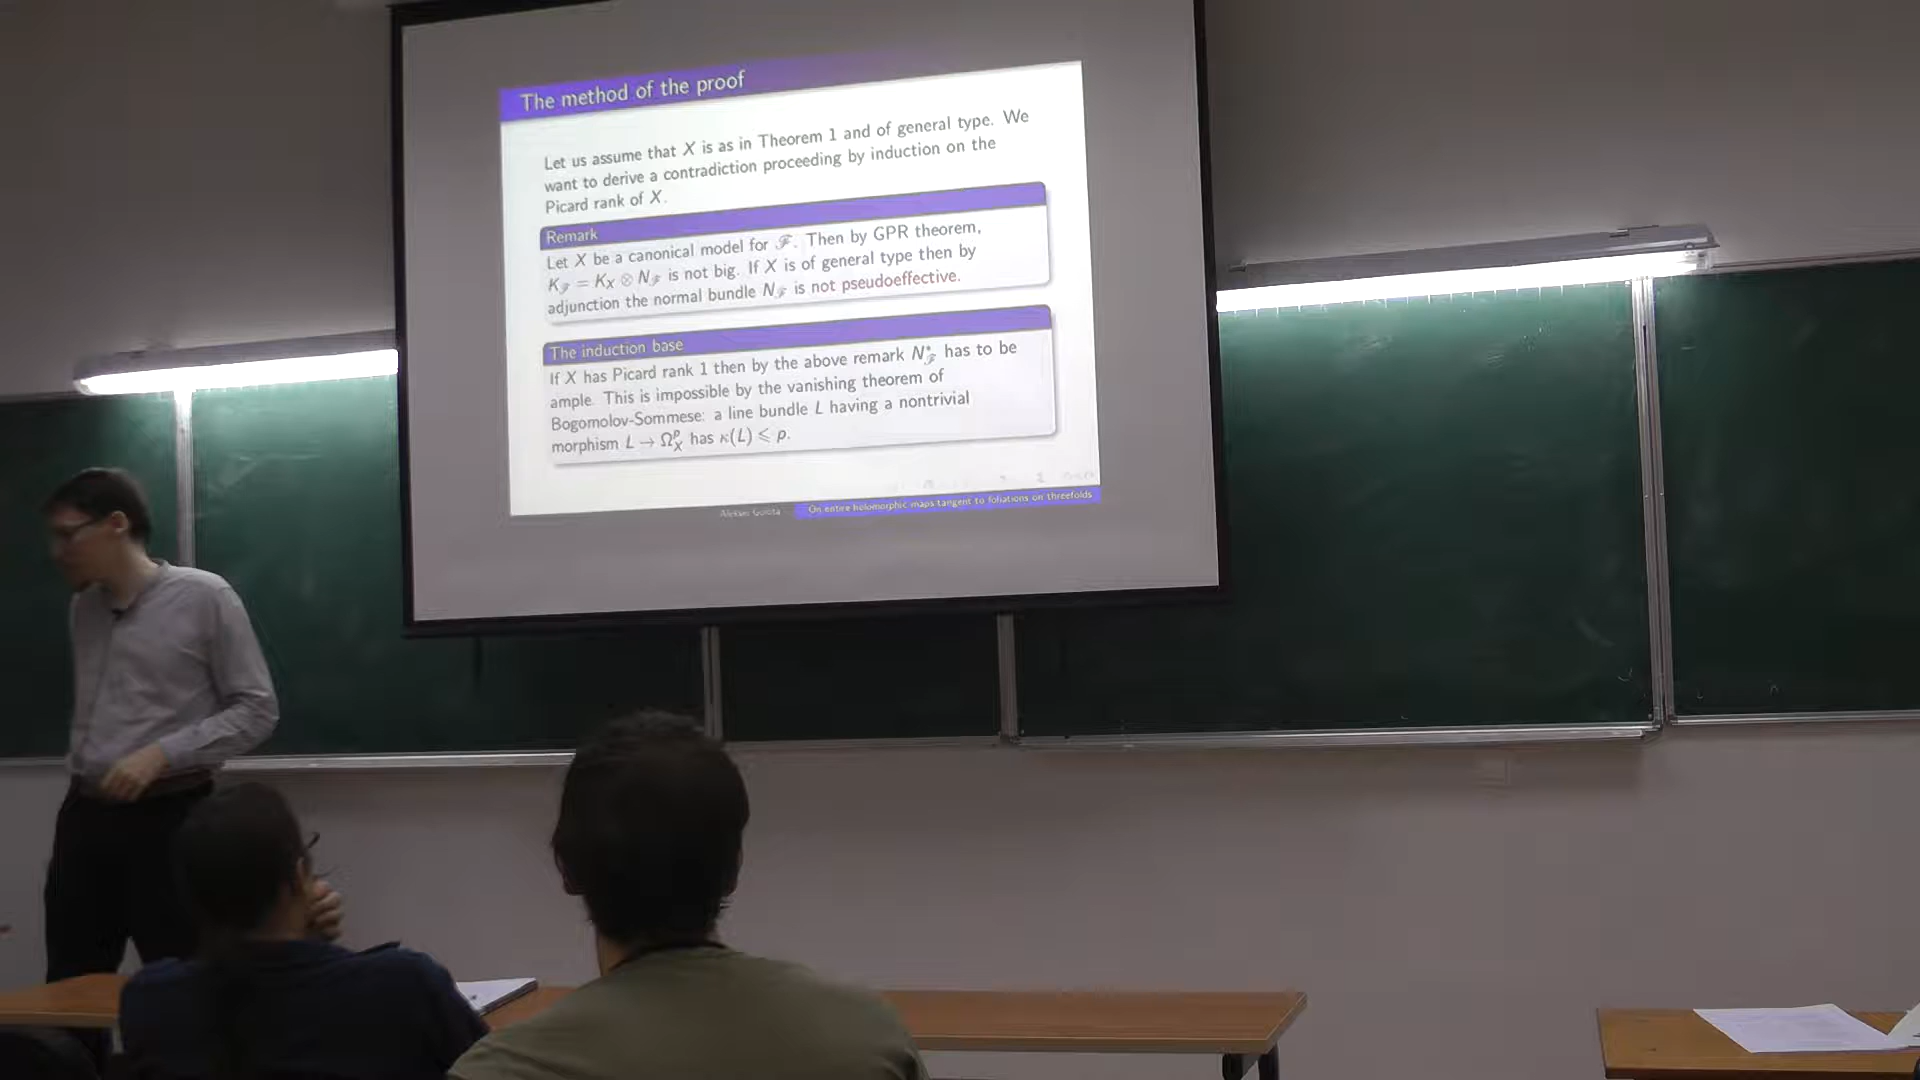 The method of the proof
Let us assume that X is as in Theorem 1 and of general type. We
want to derive a contradiction proceeding by induction on the
Picard rank of X.
Remark
Let X be a canonical model for ℱ. Then by GPR theorem,
K_ℱ = K_X ⊗ N_ℱ is not big. If X is of general type then by
adjunction the normal bundle N_ℱ is not pseudoeffective.
The induction base
If X has Picard rank 1 then by the above remark N*_ℱ has to be
ample. This is impossible by the vanishing theorem of
Bogomolov-Sommese: a line bundle L having a nontrivial
morphism L → Ω^p_X has κ(L) ⩽ p.
On entire holomorphic maps tangent to foliations on threefolds